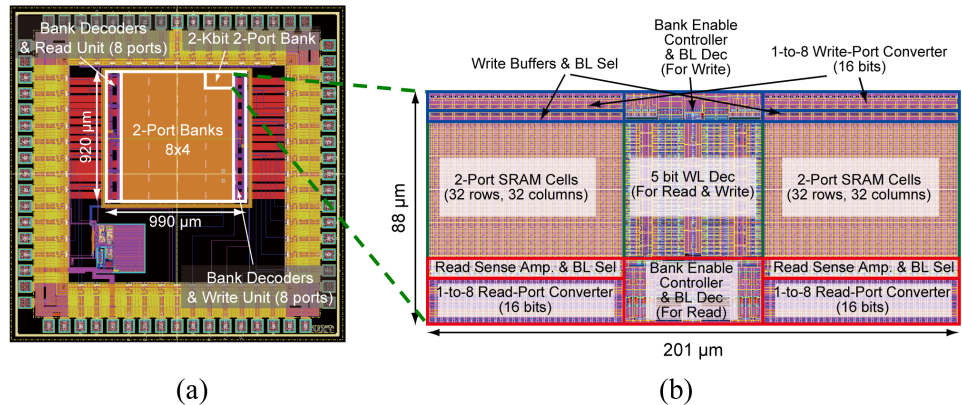 (a)
Bank Decoders
& Read Unit (8 ports)
2-Kbit 2-Port Bank
2-Port Banks
8x4
920 µm
990 µm
Bank Decoders
& Write Unit (8 ports)
(b)
Write Buffers & BL Sel
Bank Enable
Controller
& BL Dec
(For Write)
1-to-8 Write-Port Converter
(16 bits)
88 µm
2-Port SRAM Cells
(32 rows, 32 columns)
5 bit WL Dec
(For Read & Write)
2-Port SRAM Cells
(32 rows, 32 columns)
Read Sense Amp. & BL Sel
1-to-8 Read-Port Converter
(16 bits)
Bank Enable
Controller
& BL Dec
(For Read)
Read Sense Amp. & BL Sel
1-to-8 Read-Port Converter
(16 bits)
201 µm